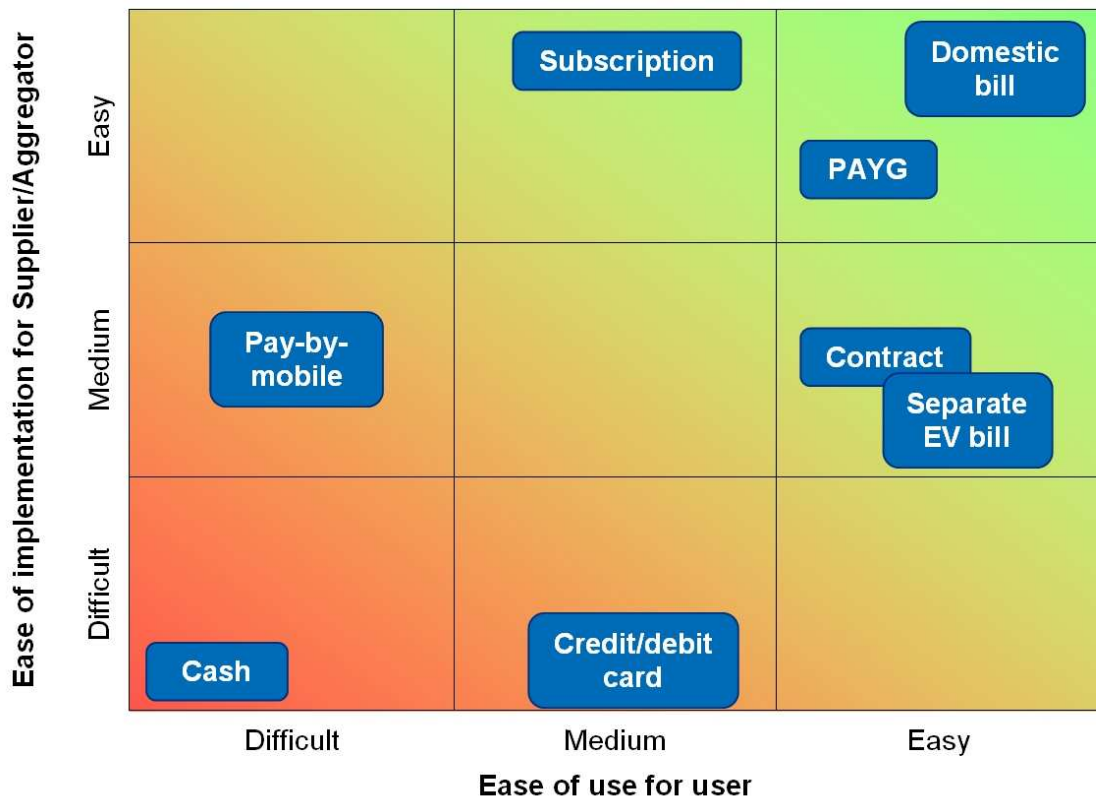 Ease of implementation for Supplier/Aggregator
Easy
Medium
Difficult
Subscription
Domestic
bill
PAYG
Pay-by-
mobile
Contract
Separate
EV bill
Cash
Credit/debit
card
Difficult
Medium
Easy
Ease of use for user